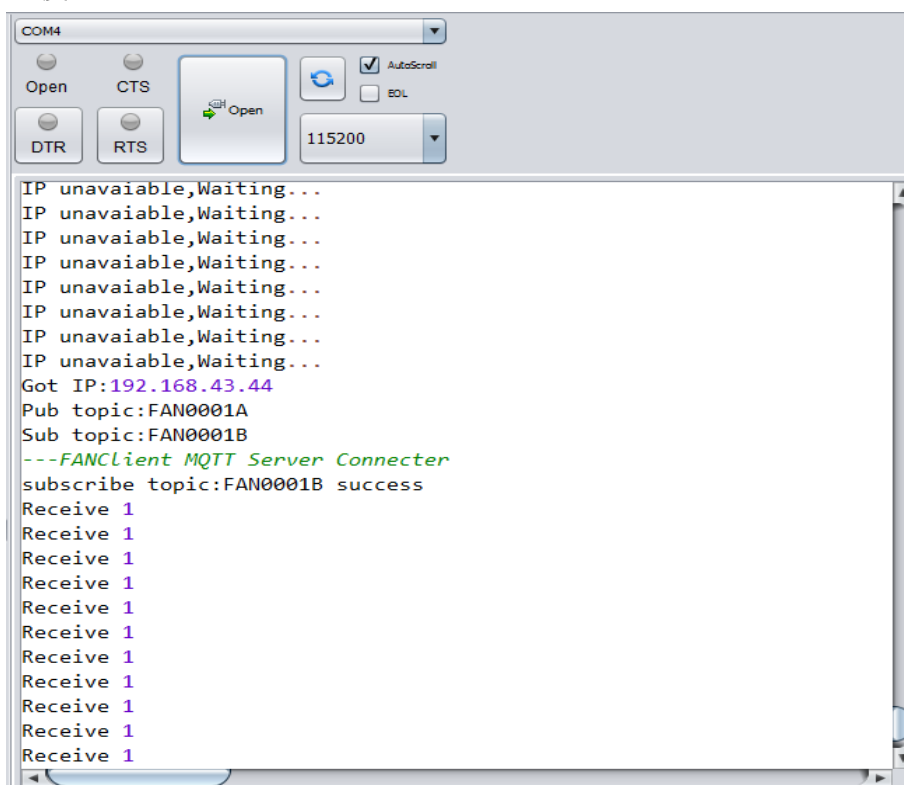 COM4
AutoScroll
Open
CTS
Open
EOL
DTR
RTS
115200
IP unavaiable,Waiting...
IP unavaiable,Waiting...
IP unavaiable,Waiting...
IP unavaiable,Waiting...
IP unavaiable,Waiting...
IP unavaiable,Waiting...
IP unavaiable,Waiting...
IP unavaiable,Waiting...
Got IP:192.168.43.44
Pub topic:FAN0001A
Sub topic:FAN0001B
---FANClient MQTT Server Connecter
subscribe topic:FAN0001B success
Receive 1
Receive 1
Receive 1
Receive 1
Receive 1
Receive 1
Receive 1
Receive 1
Receive 1
Receive 1
Receive 1